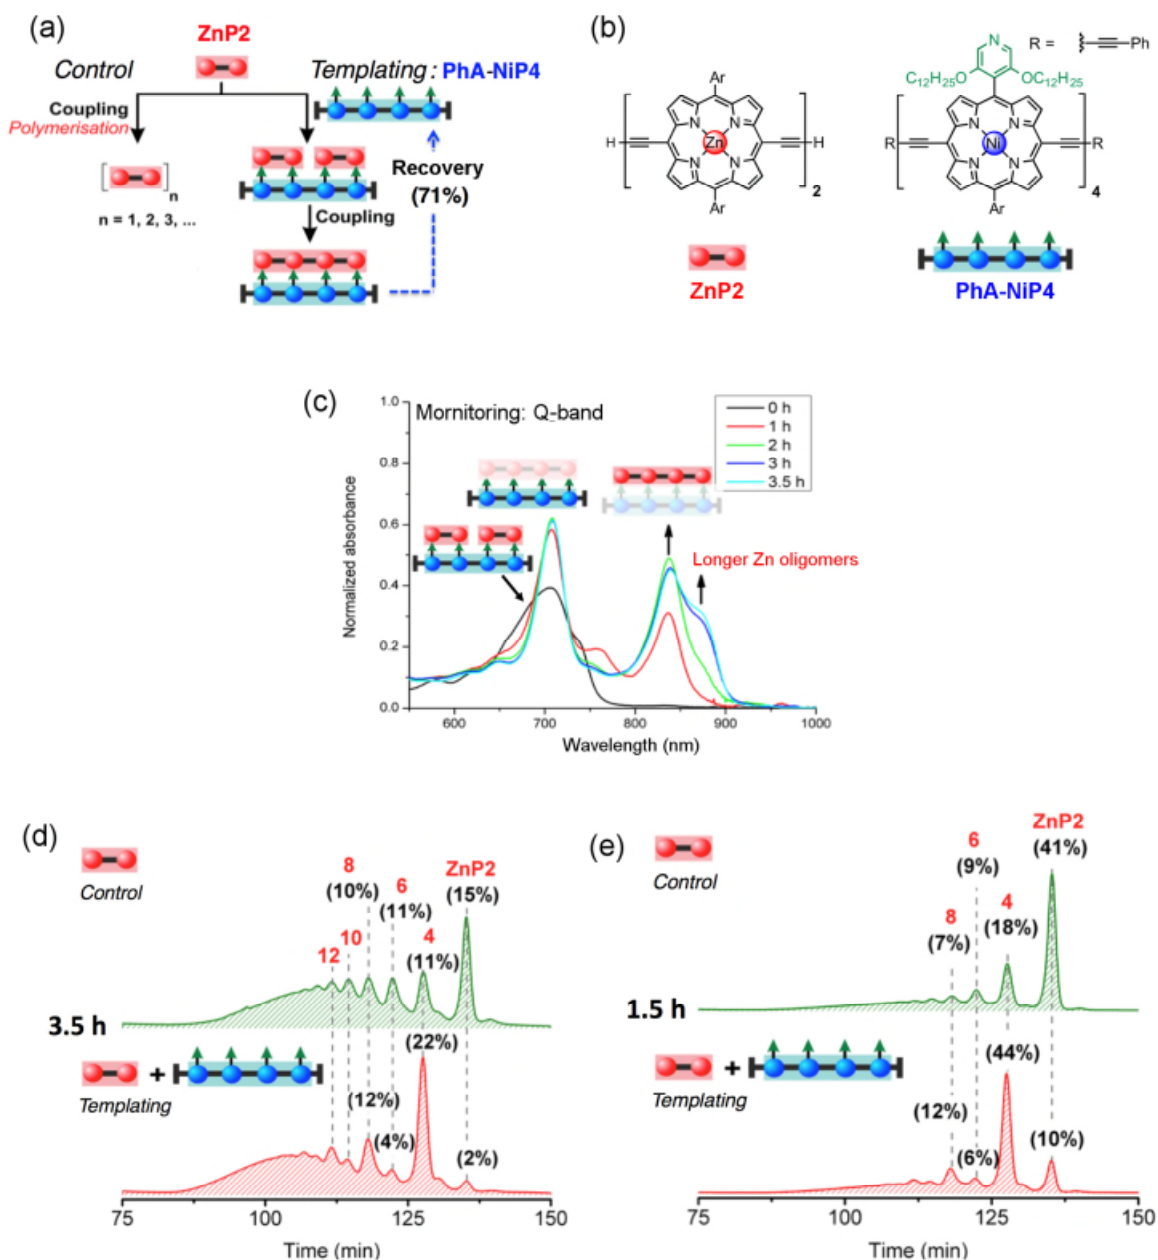 (a)
ZnP2
Control
Templating : PhA-NiP4
Coupling
Polymerisation
n
n = 1, 2, 3, ...
Recovery
(71%)
Coupling
(b)
N
R = Ph
C12H25O OC12H25
Ar
N N
H Zn H
N N
Ar
2
R Ni R
N N
N N
Ar
4
ZnP2
PhA-NiP4
(c)
Mornitoring: Q-band
0 h
1 h
2 h
3 h
3.5 h
Longer Zn oligomers
Normalized absorbance
1.0
0.8
0.6
0.4
0.2
0.0
600 700 800 900 1000
Wavelength (nm)
(d)
Control
12
10
8
(10%)
6
(11%)
4
(11%)
ZnP2
(15%)
3.5 h
Templating
+
(12%)
(4%)
(22%)
(2%)
75 100 125 150
Time (min)
(e)
Control
8
(7%)
6
(9%)
4
(18%)
ZnP2
(41%)
1.5 h
Templating
+
(12%)
(6%)
(44%)
(10%)
75 100 125 150
Time (min)